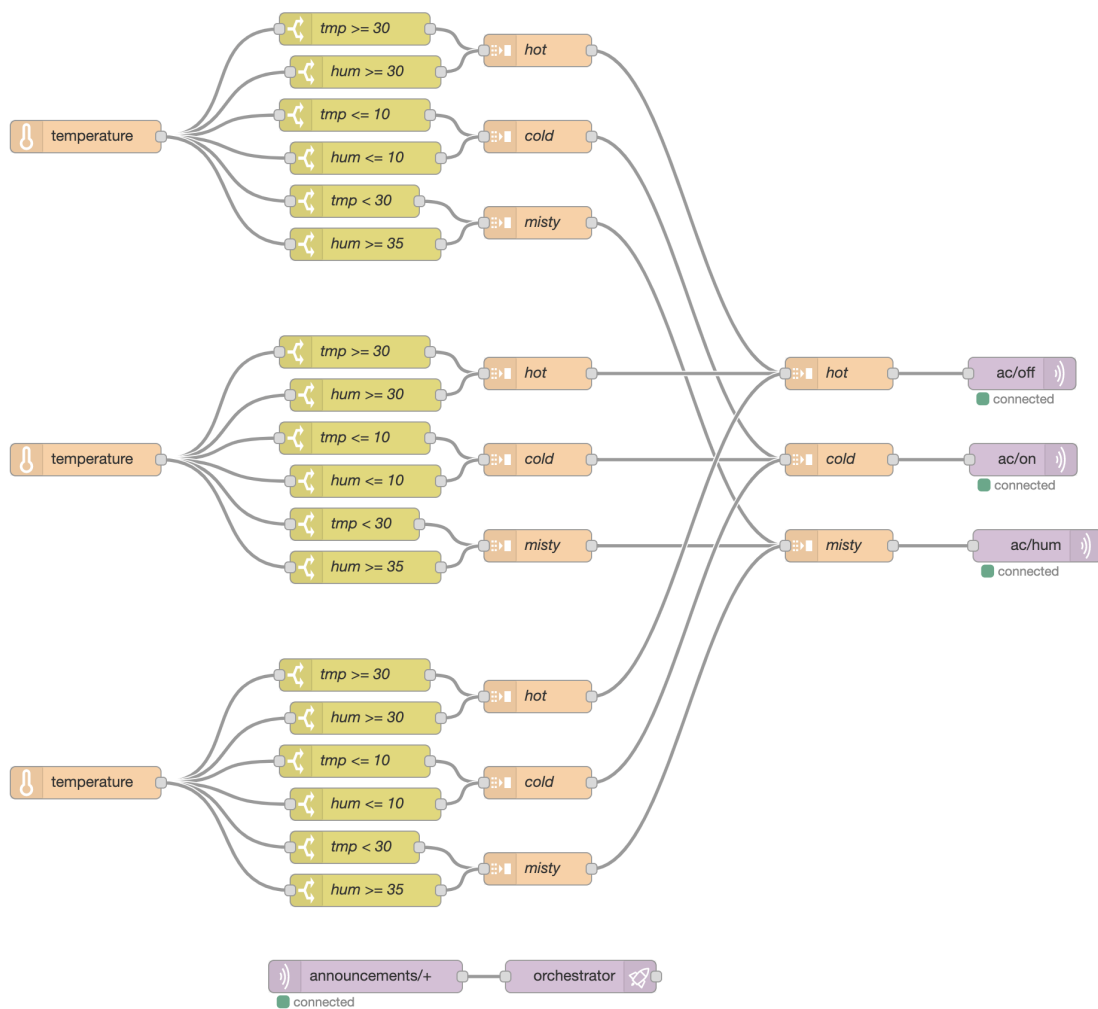 tmp >= 30
hot
hum >= 30
tmp <= 10
temperature
cold
hum <= 10
tmp < 30
misty
hum >= 35
tmp >= 30
hot
hum >= 30
tmp <= 10
temperature
cold
hum <= 10
tmp < 30
misty
hum >= 35
hot
ac/off
connected
cold
ac/on
connected
misty
ac/hum
connected
tmp >= 30
hot
hum >= 30
tmp <= 10
temperature
cold
hum <= 10
tmp < 30
misty
hum >= 35
announcements/+
orchestrator
connected